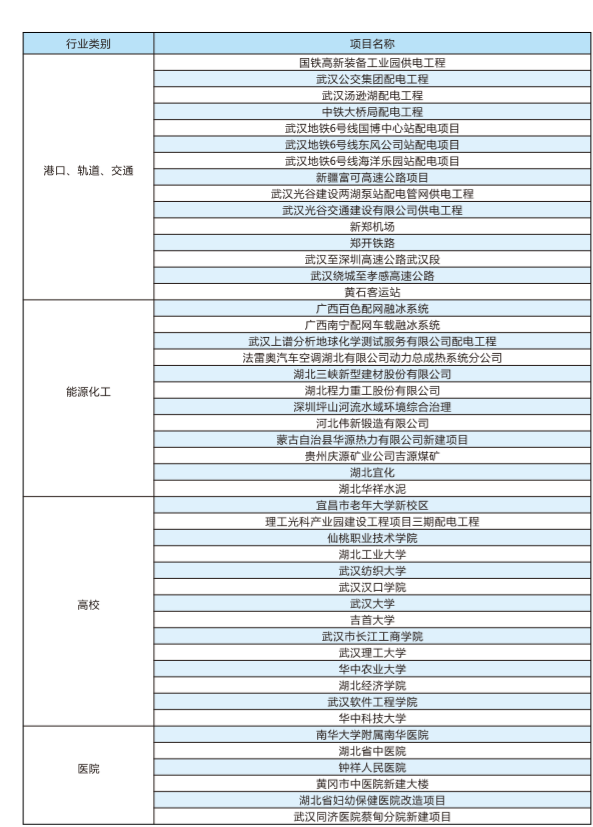 行业类别 项目名称
国铁高新装备工业园供电工程
武汉公交集团配电工程
武汉汤逊湖配电工程
中铁大桥局配电工程
武汉地铁6号线国博中心站配电项目
武汉地铁6号线东风公司站配电项目
武汉地铁6号线海洋乐园站配电项目
港口、轨道、交通
新疆富可高速公路项目
武汉光谷建设两湖泵站配电管网供电工程
武汉光谷交通建设有限公司供电工程
新郑机场
郑开铁路
武汉至深圳高速公路武汉段
武汉绕城至孝感高速公路
黄石客运站
广西百色配网融冰系统
广西南宁配网车载融冰系统
武汉上谱分析地球化学测试服务有限公司配电工程
法雷奥汽车空调湖北有限公司动力总成热系统分公司
湖北三峡新型建材股份有限公司
能源化工
湖北程力重工股份有限公司
深圳坪山河流水域环境综合治理
河北伟新锻造有限公司
蒙古自治县华源热力有限公司新建项目
贵州庆源矿业公司吉源煤矿
湖北宜化
湖北华祥水泥
宜昌市老年大学新校区
理工光科产业园建设工程项目三期配电工程
仙桃职业技术学院
湖北工业大学
武汉纺织大学
武汉汉口学院
高校
武汉大学
吉首大学
武汉市长江工商学院
武汉理工大学
华中农业大学
湖北经济学院
武汉软件工程学院
华中科技大学
南华大学附属南华医院
湖北省中医院
医院
钟祥人民医院
黄冈市中医院新建大楼
湖北省妇幼保健医院改造项目
武汉同济医院蔡甸分院新建项目